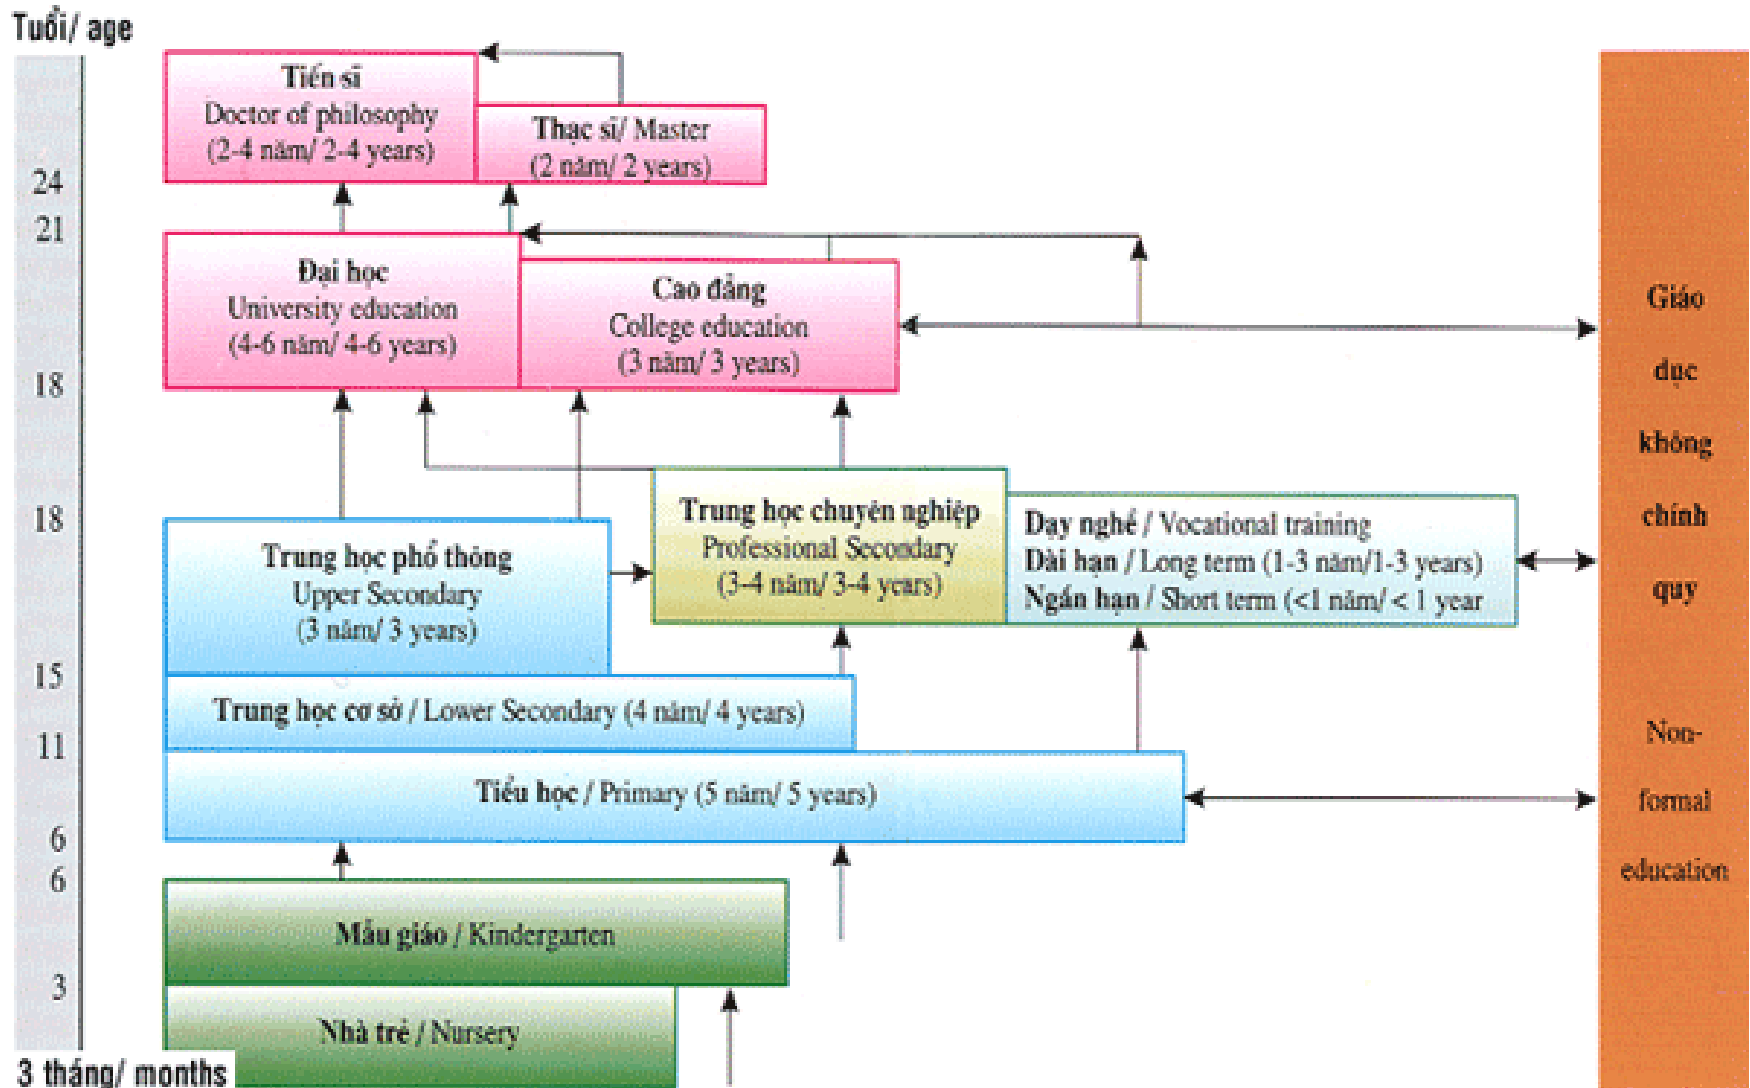 Tuổi/ age
Tiến sĩ
Doctor of philosophy
(2-4 năm/ 2-4 years)
Thạc sĩ/ Master
(2 năm/ 2 years)
24
21
Đại học
University education
(4-6 năm/ 4-6 years)
Cao đẳng
College education
(3 năm/ 3 years)
18
18
Trung học phổ thông
Upper Secondary
(3 năm/ 3 years)
Trung học chuyên nghiệp
Professional Secondary
(3-4 năm/ 3-4 years)
Dạy nghề / Vocational training
Dài hạn / Long term (1-3 năm/1-3 years)
Ngắn hạn / Short term (<1 năm/ < 1 year
15
Trung học cơ sở / Lower Secondary (4 năm/ 4 years)
11
Tiểu học / Primary (5 năm/ 5 years)
6
6
Mẫu giáo / Kindergarten
3
Nhà trẻ / Nursery
3 tháng/ months
Giáo
dục
không
chính
quy
Non-
formal
education